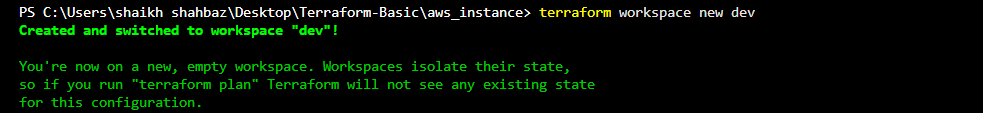 PS C:\Users\shaikh shahbaz\Desktop\Terraform-Basic\aws_instance> terraform workspace new dev
Created and switched to workspace "dev"!
You're now on a new, empty workspace. Workspaces isolate their state,
so if you run "terraform plan" Terraform will not see any existing state
for this configuration.